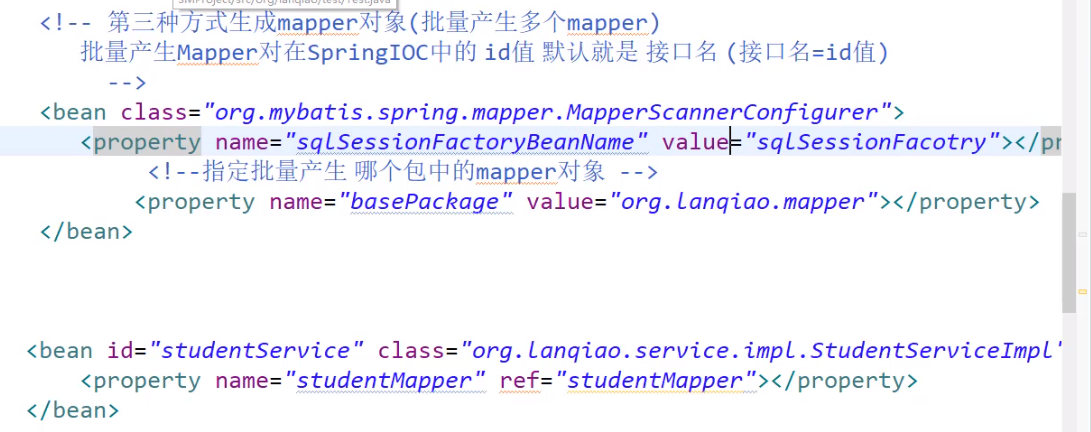 SMProject/src/org/lanqiao/test/Test.java
<!-- 第三种方式生成mapper对象(批量产生多个mapper)
批量产生Mapper对在SpringIOC中的 id值 默认就是 接口名 (接口名=id值)
-->
<bean class="org.mybatis.spring.mapper.MapperScannerConfigurer">
<property name="sqlSessionFactoryBeanName" value="sqlSessionFacotry"></pr
<!--指定批量产生 哪个包中的mapper对象 -->
<property name="basePackage" value="org.lanqiao.mapper"></property>
</bean>
<bean id="studentService" class="org.lanqiao.service.impl.StudentServiceImpl"
<property name="studentMapper" ref="studentMapper"></property>
</bean>